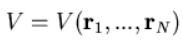 V = V(r₁, ..., r_N)